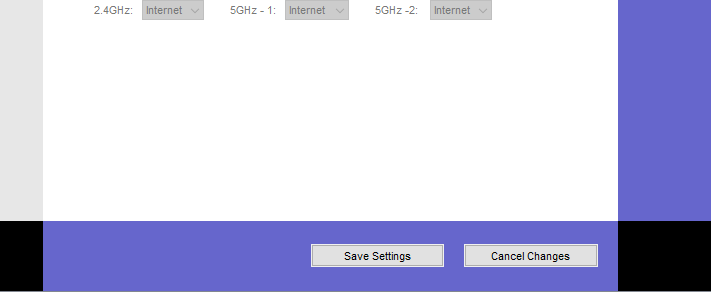 2.4GHz: Internet 5GHz - 1: Internet 5GHz -2: Internet
Save Settings Cancel Changes